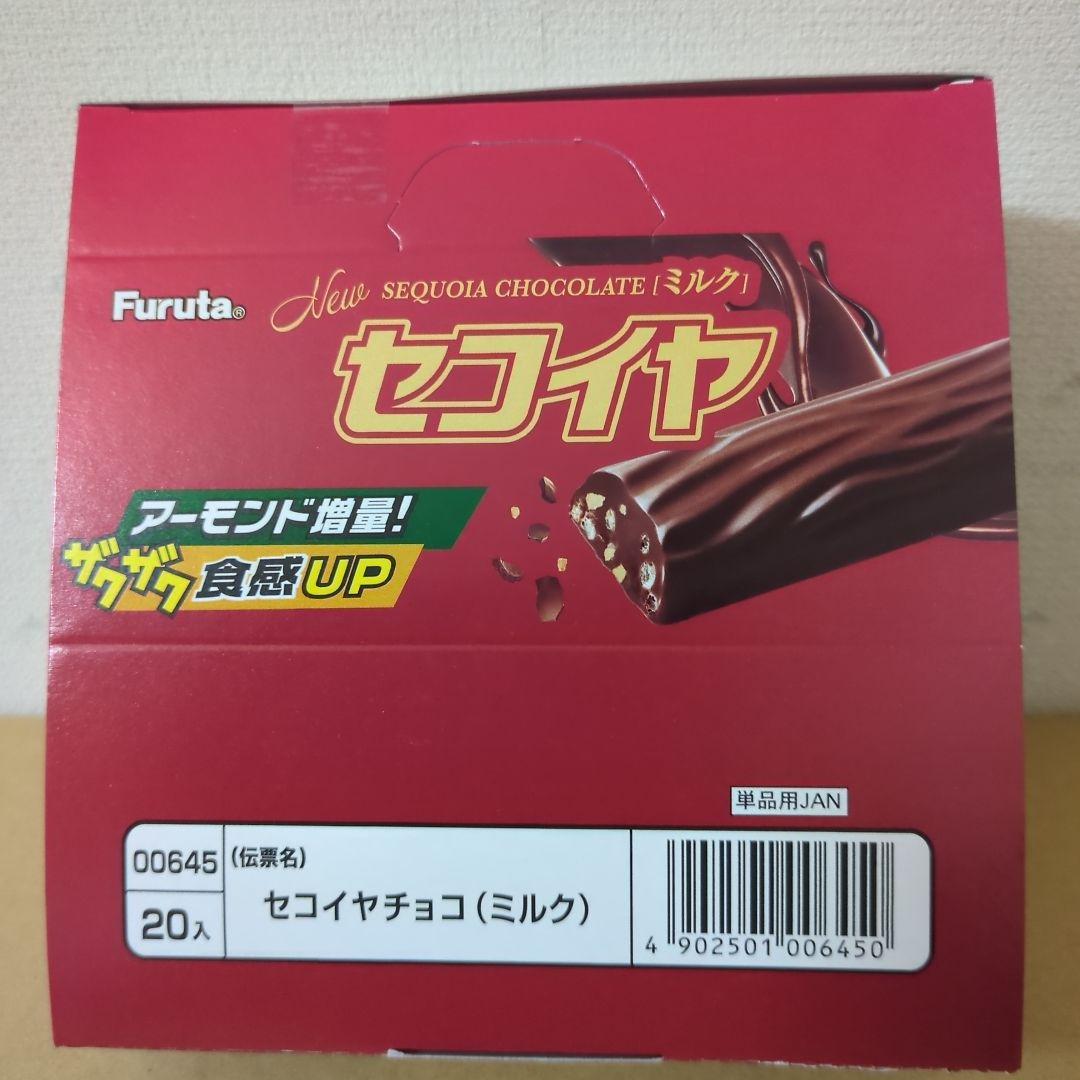 Furuta®
New SEQUOIA CHOCOLATE [ミルク]
セコイヤ
アーモンド増量!
ザクザク食感UP
単品用JAN
00645
(伝票名)
セコイヤチョコ(ミルク)
20入
4 902501 006450